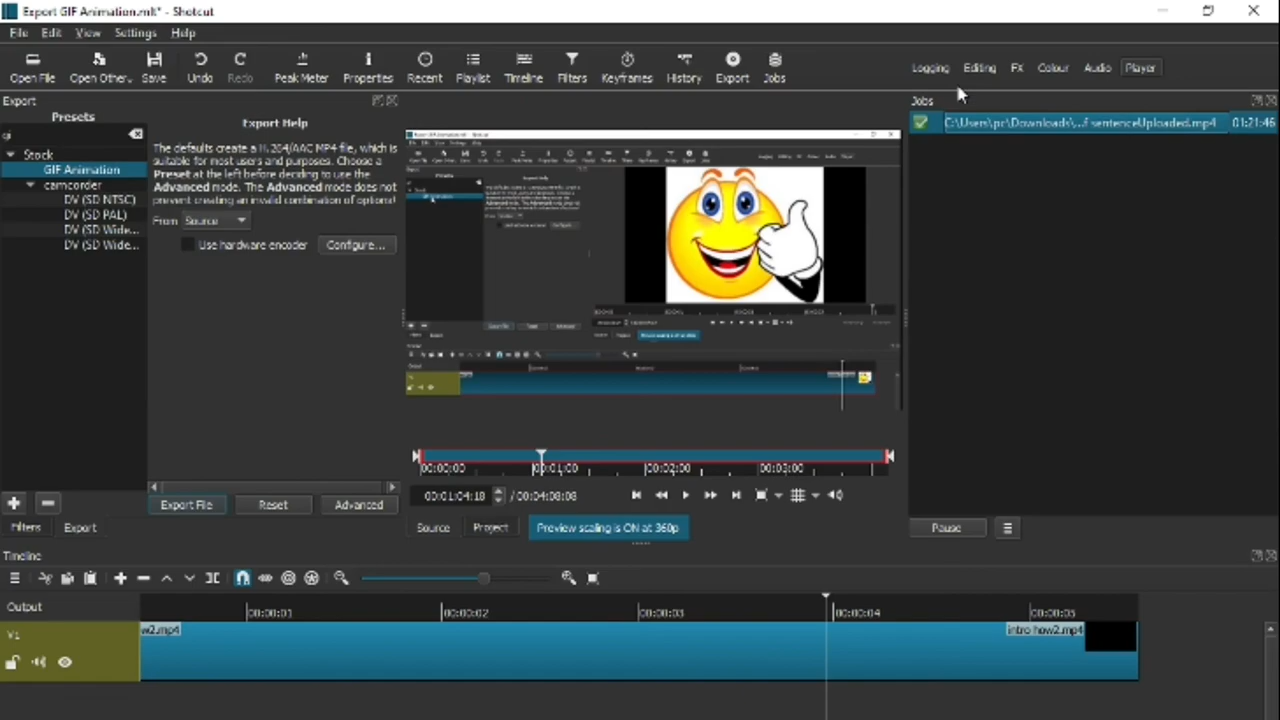 Export GIF Animation.mlt* - Shotcut
File Edit View Settings Help
Open File Open Other.. Save Undo Redo Peak Meter Properties Recent Playlist Timeline Filters Keyframes History Export Jobs
Logging Editing FX Colour Audio Player
Export
Presets
gi
Stock
GIF Animation
camcorder
DV (SD NTSC)
DV (SD PAL)
DV (SD Wide...
DV (SD Wide...
Export Help
The defaults create a H.264/AAC MP4 file, which is
suitable for most users and purposes. Choose a
Preset at the left before deciding to use the
Advanced mode. The Advanced mode does not
prevent creating an invalid combination of options!
From Source
Use hardware encoder Configure...
Export File Reset Advanced
Filters Export
00:00:00 00:01:00 00:02:00 00:03:00
00:01:04:18 / 00:04:08:08
Source Project Preview scaling is ON at 360p
Jobs
C:\Users\pc\Downloads\...f sentenceUploaded.mp4 01:21:46
Pause
Timeline
Output
00:00:01 00:00:02 00:00:03 00:00:04 00:00:05
V1
w2.mp4 intro how2.mp4